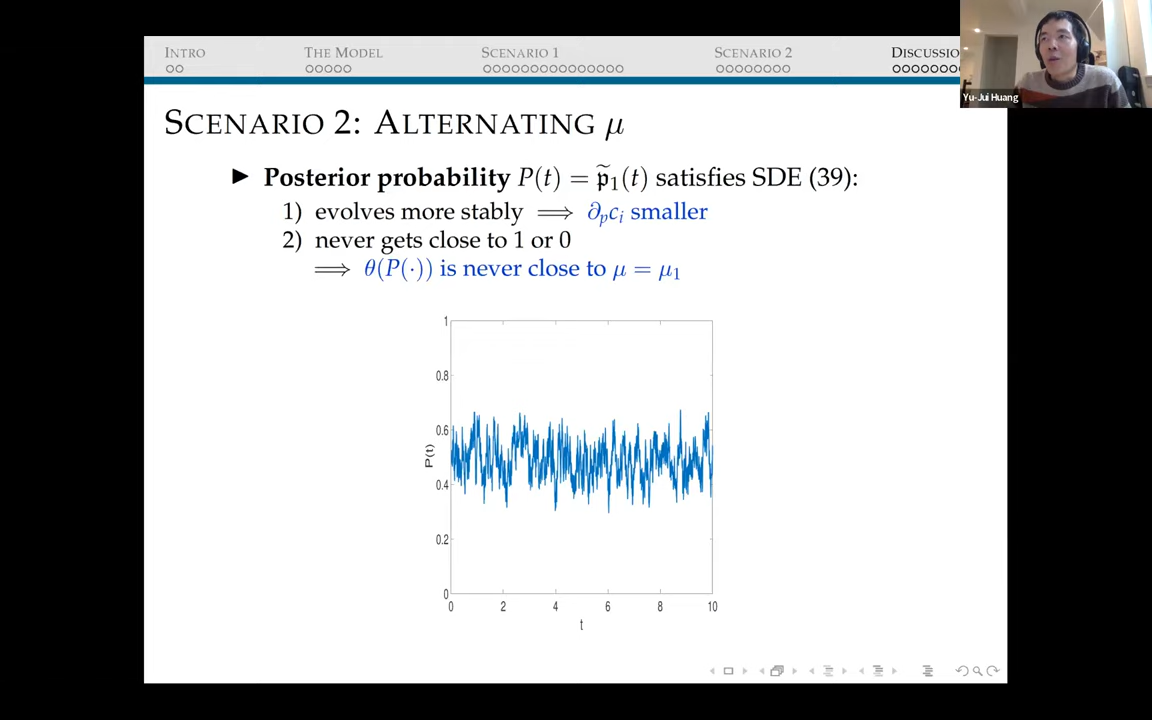 INTRO THE MODEL SCENARIO 1 SCENARIO 2 DISCUSSIO
Yu-Jui Huang
SCENARIO 2: ALTERNATING μ
► Posterior probability P(t) = p̃₁(t) satisfies SDE (39):
1) evolves more stably ⟹ ∂ₚcᵢ smaller
2) never gets close to 1 or 0
⟹ θ(P(·)) is never close to μ = μ₁
1
0.8
0.6
0.4
0.2
0
P(t)
0 2 4 6 8 10
t